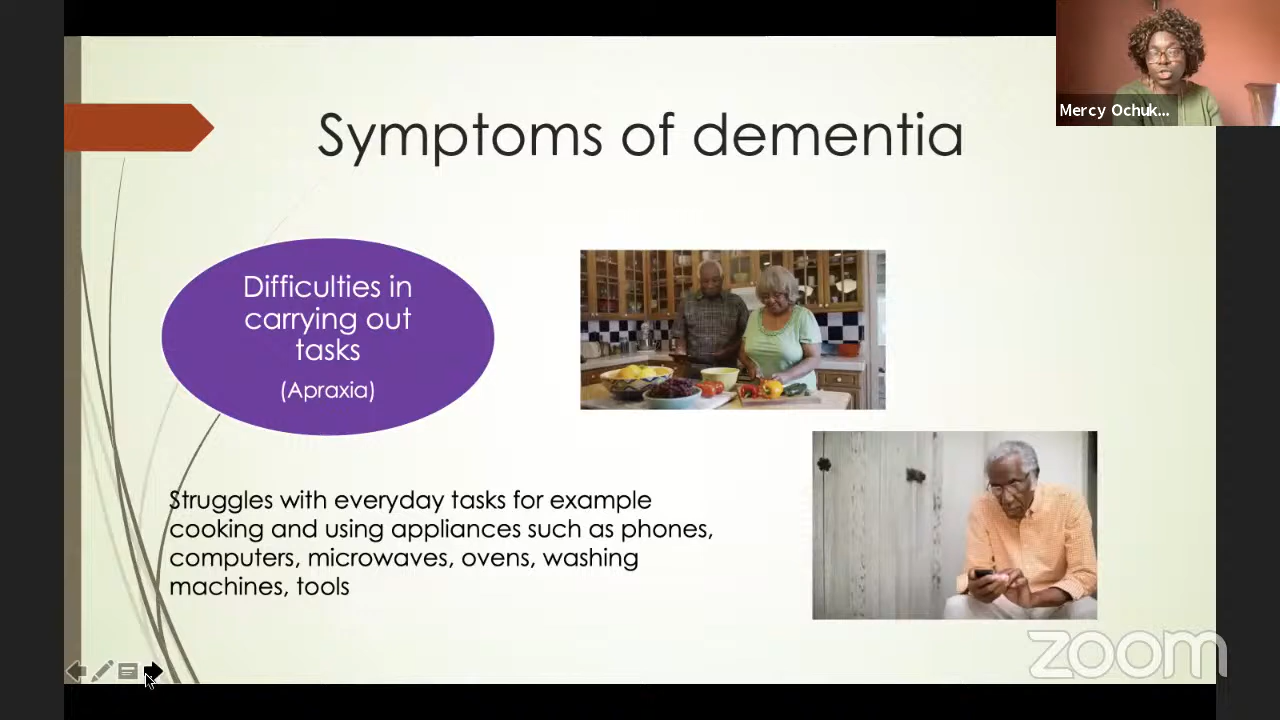 Mercy Ochuk...
Symptoms of dementia
Difficulties in
carrying out
tasks
(Apraxia)
Struggles with everyday tasks for example
cooking and using appliances such as phones,
computers, microwaves, ovens, washing
machines, tools
zoom